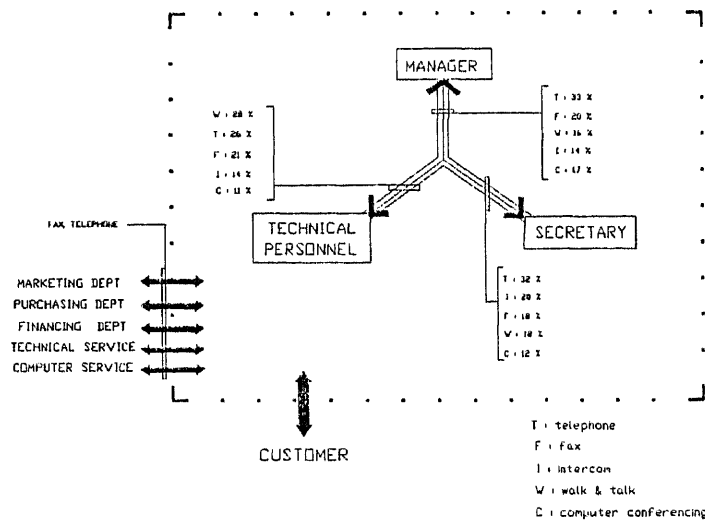 MANAGER
T : 33 %
F : 20 %
W : 16 %
I : 14 %
C : 17 %
W : 28 %
T : 26 %
F : 21 %
I : 14 %
C : 11 %
FAX TELEPHONE
TECHNICAL
PERSONNEL
SECRETARY
T : 32 %
I : 20 %
F : 18 %
W : 18 %
C : 12 %
MARKETING DEPT
PURCHASING DEPT
FINANCING DEPT
TECHNICAL SERVICE
COMPUTER SERVICE
CUSTOMER
T : telephone
F : fax
I : intercom
W : walk & talk
C : computer conferencing